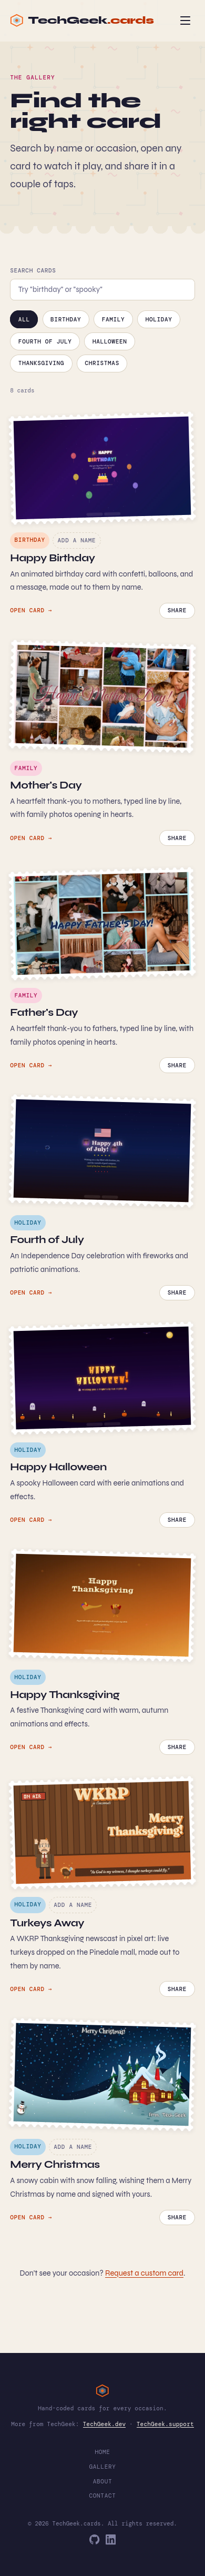 TechGeek.cards
THE GALLERY
Find the
right card
Search by name or occasion, open any
card to watch it play, and share it in a
couple of taps.
SEARCH CARDS
Try "birthday" or "spooky"
ALL
BIRTHDAY
FAMILY
HOLIDAY
FOURTH OF JULY
HALLOWEEN
THANKSGIVING
CHRISTMAS
8 cards
HAPPY
BIRTHDAY!
BIRTHDAY
ADD A NAME
Happy Birthday
An animated birthday card with confetti, balloons, and
a message, made out to them by name.
OPEN CARD →
SHARE
Happy Mother's Day!
FAMILY
Mother's Day
A heartfelt thank-you to mothers, typed line by line,
with family photos opening in hearts.
OPEN CARD →
SHARE
HAPPY FATHER'S DAY!
FAMILY
Father's Day
A heartfelt thank-you to fathers, typed line by line, with
family photos opening in hearts.
OPEN CARD →
SHARE
Happy 4th
of July!
HOLIDAY
Fourth of July
An Independence Day celebration with fireworks and
patriotic animations.
OPEN CARD →
SHARE
HAPPY
HALLOWEEN!
HOLIDAY
Happy Halloween
A spooky Halloween card with eerie animations and
effects.
OPEN CARD →
SHARE
Happy
Thanksgiving
HOLIDAY
Happy Thanksgiving
A festive Thanksgiving card with warm, autumn
animations and effects.
OPEN CARD →
SHARE
ON AIR
WKRP
in Cincinnati
Merry
Thanksgiving!
"As God is my witness, I thought turkeys could fly."
HOLIDAY
ADD A NAME
Turkeys Away
A WKRP Thanksgiving newscast in pixel art: live
turkeys dropped on the Pinedale mall, made out to
them by name.
OPEN CARD →
SHARE
Merry Christmas!
HOLIDAY
ADD A NAME
Merry Christmas
A snowy cabin with snow falling, wishing them a Merry
Christmas by name and signed with yours.
OPEN CARD →
SHARE
Don't see your occasion? Request a custom card.
Hand-coded cards for every occasion.
More from TechGeek: TechGeek.dev · TechGeek.support
HOME
GALLERY
ABOUT
CONTACT
© 2026 TechGeek.cards. All rights reserved.